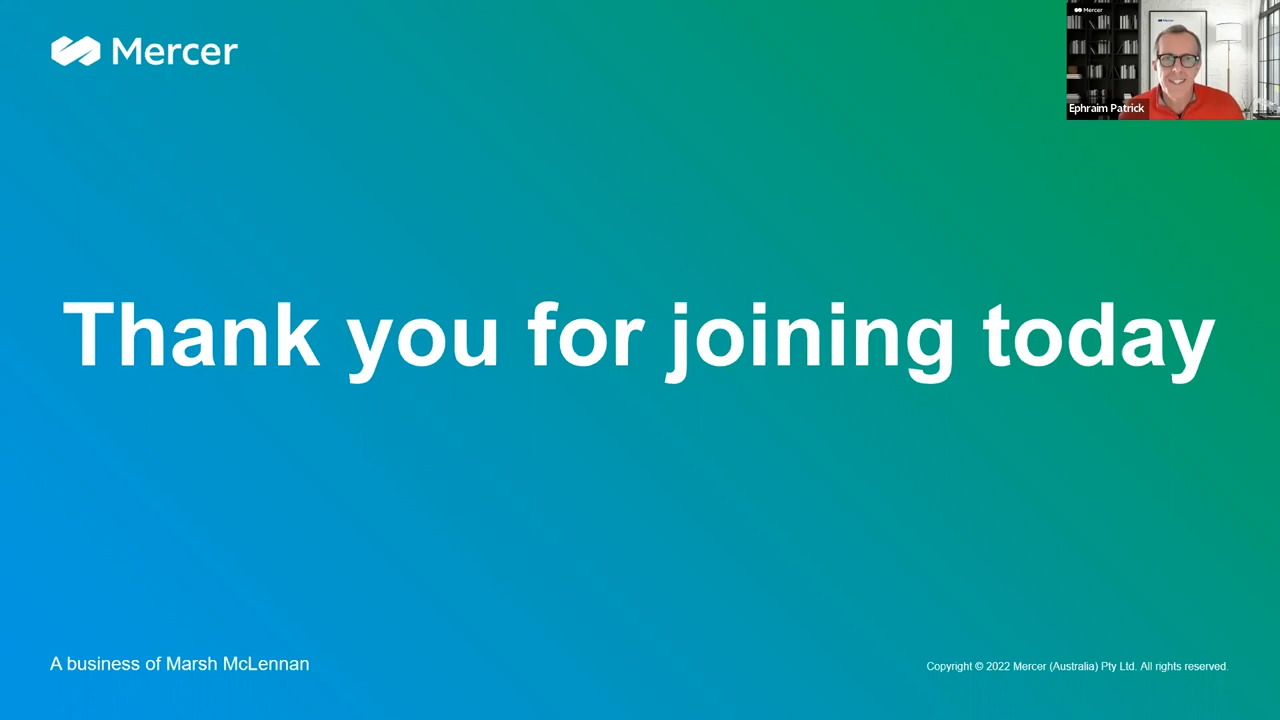 Mercer
Mercer
Ephraim Patrick
Thank you for joining today
A business of Marsh McLennan
Copyright © 2022 Mercer (Australia) Pty Ltd. All rights reserved.